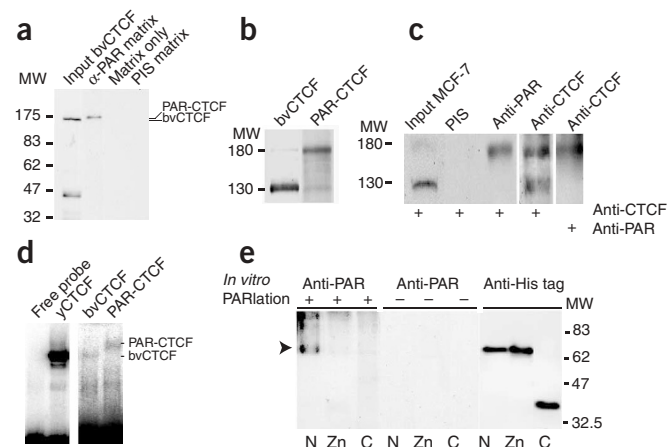 a
MW
Input bvCTCF
α-PAR matrix
Matrix only
PIS matrix
175
83
62
47
32
PAR-CTCF
bvCTCF
b
MW
bvCTCF
PAR-CTCF
180
130
c
MW
Input MCF-7
PIS
Anti-PAR
Anti-CTCF
Anti-CTCF
180
130
+ + + + Anti-CTCF
+ Anti-PAR
d
Free probe
yCTCF
bvCTCF
PAR-CTCF
PAR-CTCF
bvCTCF
e
In vitro
PARlation
Anti-PAR Anti-PAR Anti-His tag
+ + + – – –
MW
83
62
47
32.5
N Zn C N Zn C N Zn C